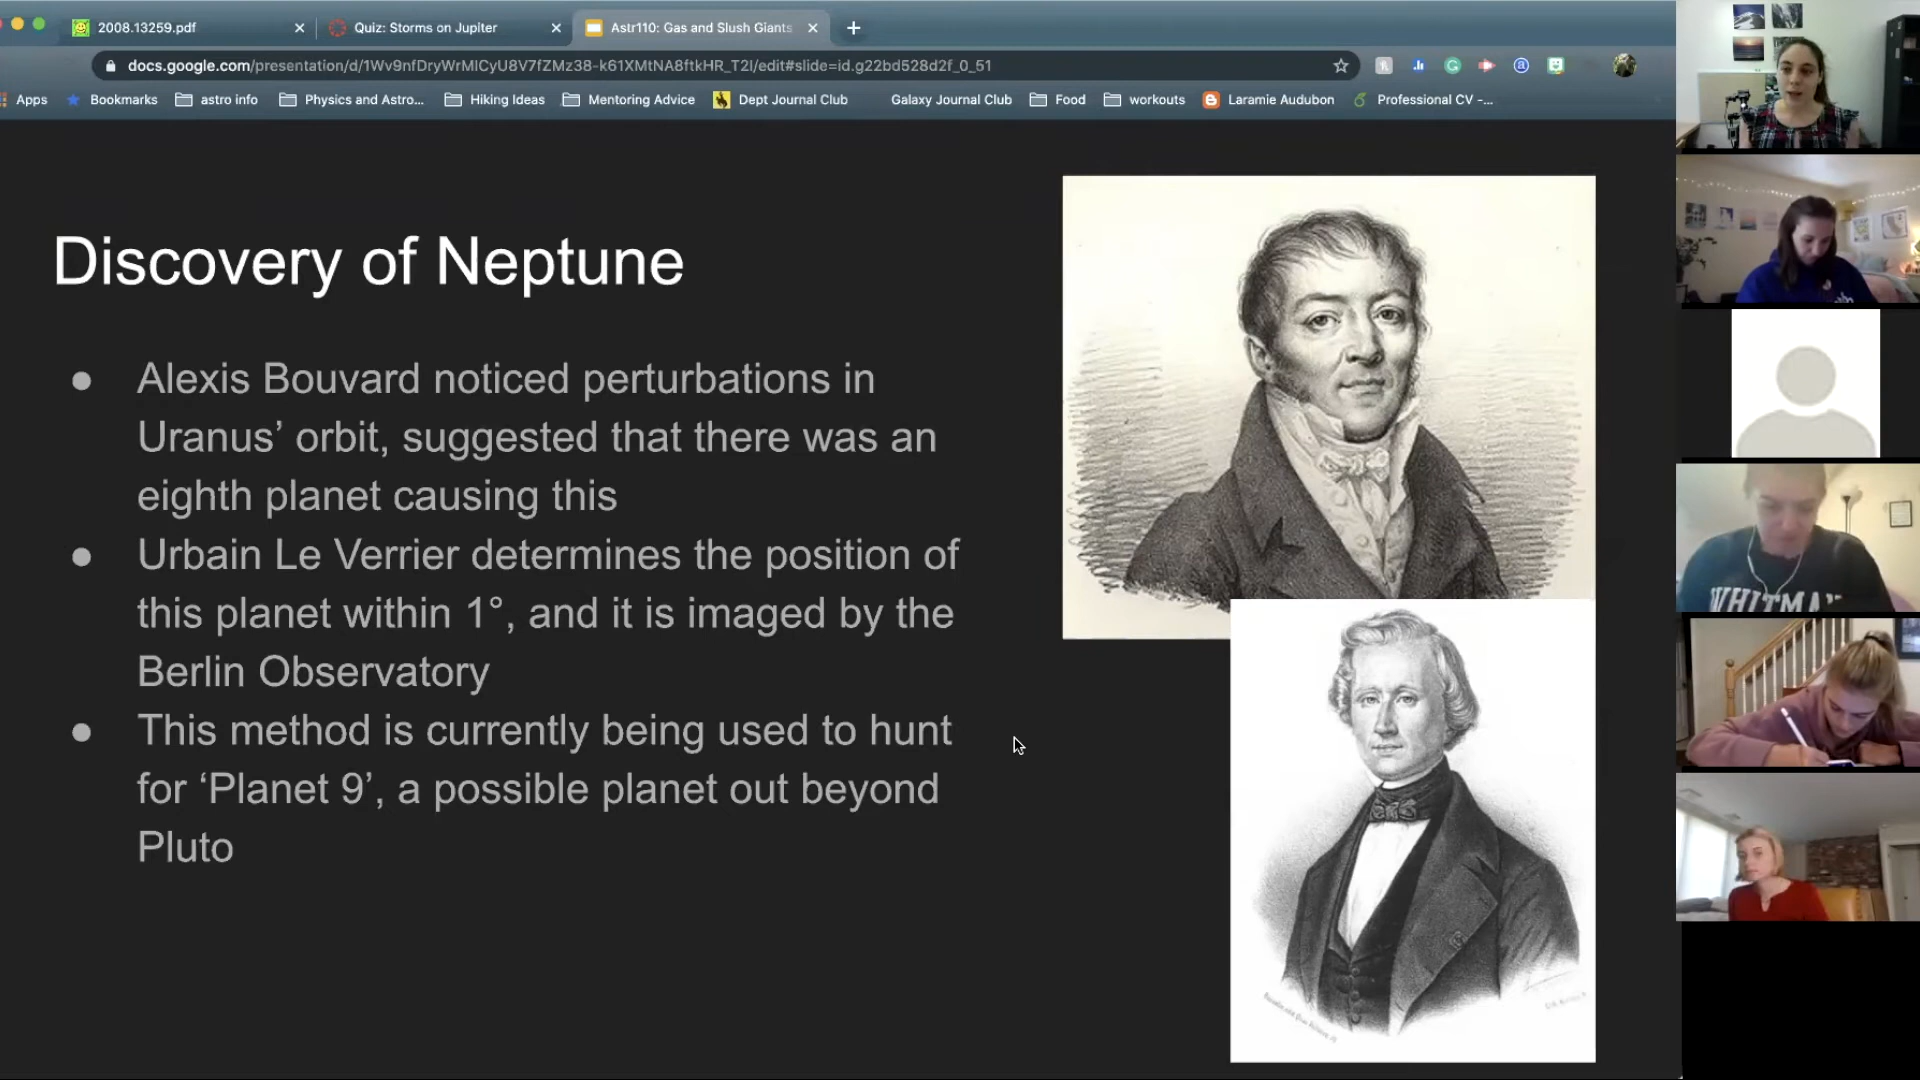 2008.13259.pdf
Quiz: Storms on Jupiter
Astr110: Gas and Slush Giants
docs.google.com/presentation/d/1Wv9nfDryWrMICyU8V7fZMz38-k61XMtNA8ftkHR_T2I/edit#slide=id.g22bd528d2f_0_51
Apps
Bookmarks
astro info
Physics and Astro...
Hiking Ideas
Mentoring Advice
Dept Journal Club
Galaxy Journal Club
Food
workouts
Laramie Audubon
Professional CV -...
Discovery of Neptune
● Alexis Bouvard noticed perturbations in
Uranus’ orbit, suggested that there was an
eighth planet causing this
● Urbain Le Verrier determines the position of
this planet within 1°, and it is imaged by the
Berlin Observatory
● This method is currently being used to hunt
for ‘Planet 9’, a possible planet out beyond
Pluto
WHITMA